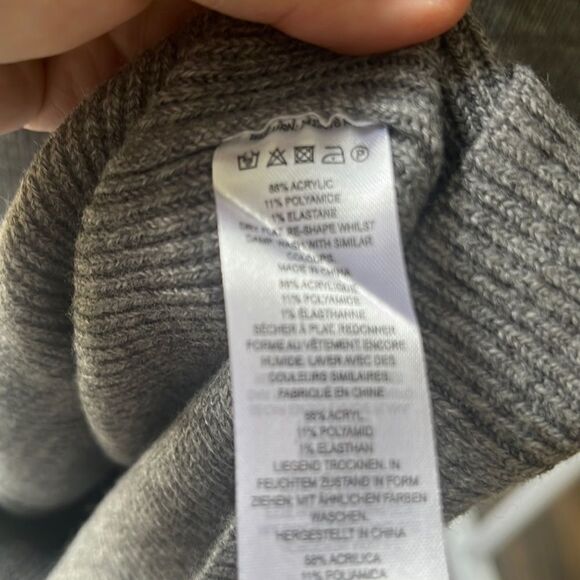 88% ACRYLIC
11% POLYAMIDE
1% ELASTANE
DRY FLAT, RE-SHAPE WHILST
DAMP, WASH WITH SIMILAR
COLOURS.
MADE IN CHINA
88% ACRYLIQUE
11% POLYAMIDE
1% ÉLASTHANNE
SÉCHER À PLAT, REDONNER
FORME AU VÊTEMENT ENCORE
HUMIDE, LAVER AVEC DES
COULEURS SIMILAIRES.
FABRIQUÉ EN CHINE
88% ACRYL
11% POLYAMID
1% ELASTHAN
LIEGEND TROCKNEN. IN
FEUCHTEM ZUSTAND IN FORM
ZIEHEN; MIT ÄHNLICHEN FARBEN
WASCHEN.
HERGESTELLT IN CHINA
88% ACRILICA
11% POLIAMICA